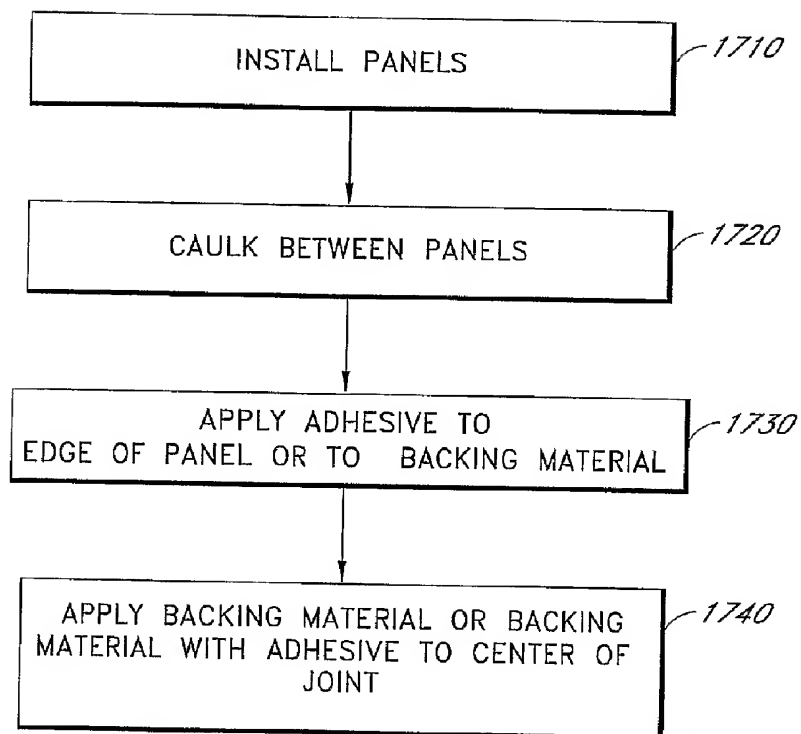 INSTALL PANELS
1710
CAULK BETWEEN PANELS
1720
APPLY ADHESIVE TO
EDGE OF PANEL OR TO BACKING MATERIAL
1730
APPLY BACKING MATERIAL OR BACKING
MATERIAL WITH ADHESIVE TO CENTER OF
JOINT
1740